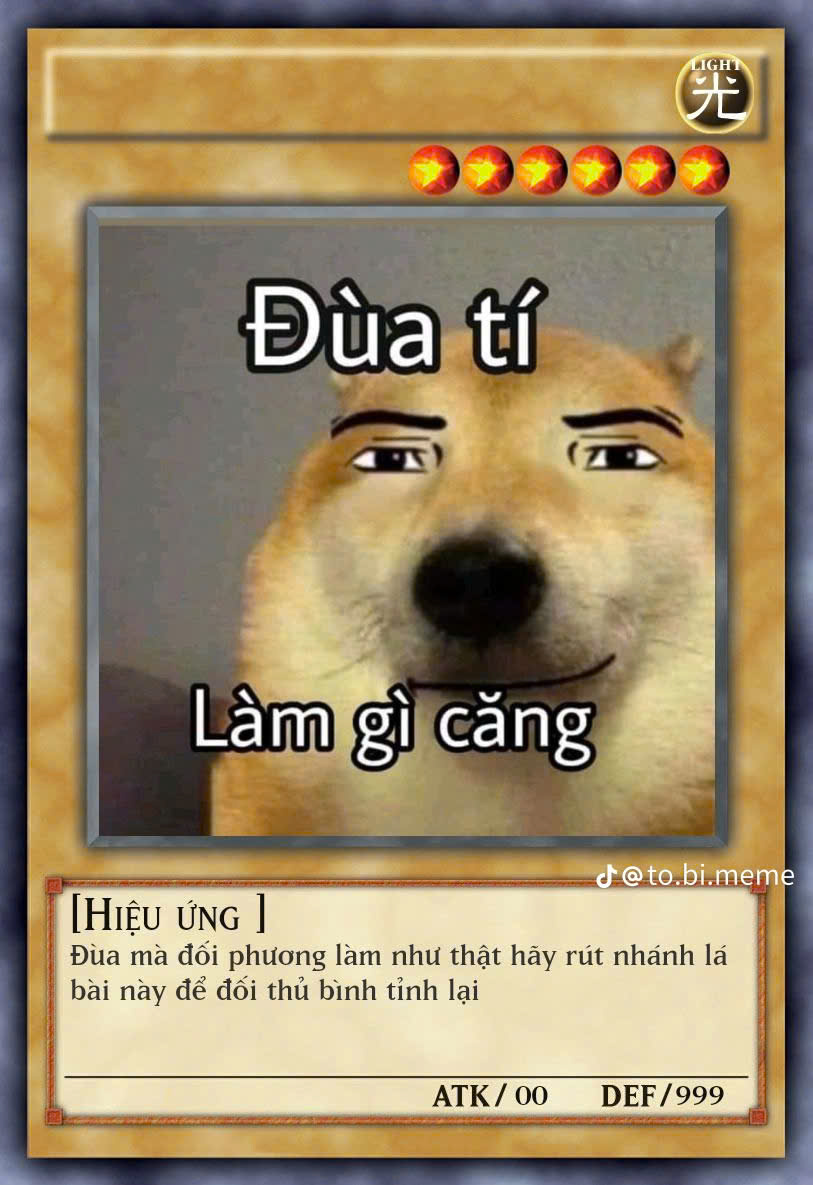 LIGHT
光
Đùa tí
Làm gì căng
@to.bi.meme
[Hiệu ứng ]
Đùa mà đối phương làm như thật hãy rút nhánh lá
bài này để đối thủ bình tỉnh lại
ATK/ 00 DEF/999